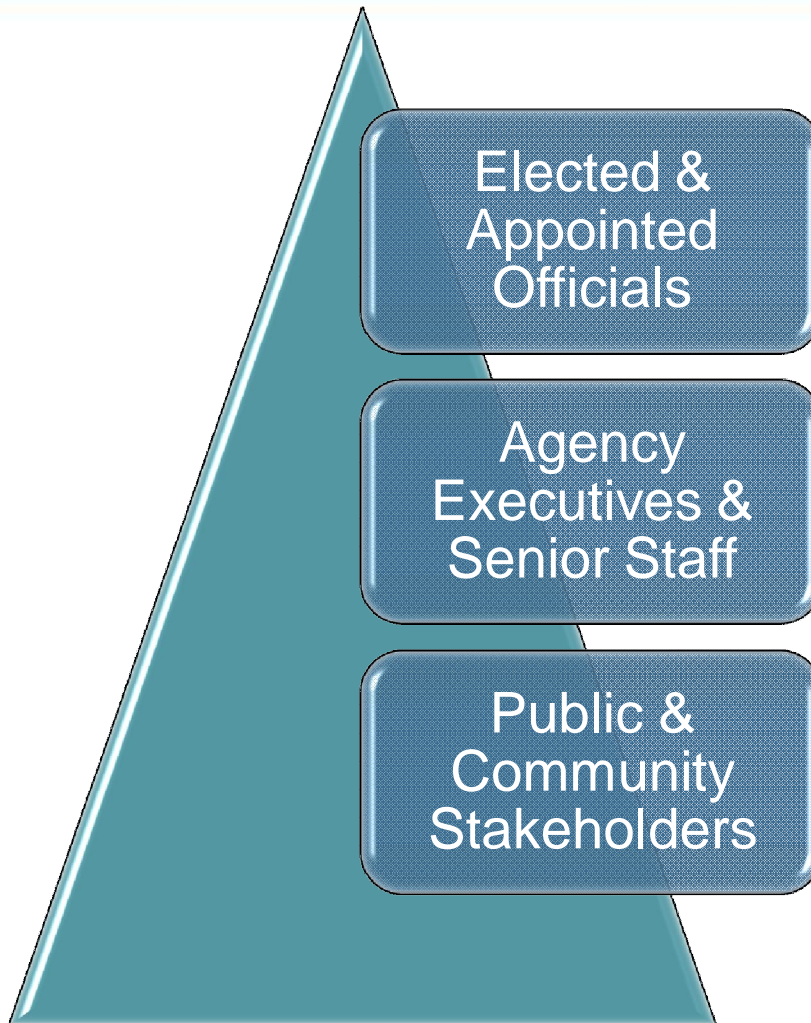 Elected &
Appointed
Officials
Agency
Executives &
Senior Staff
Public &
Community
Stakeholders